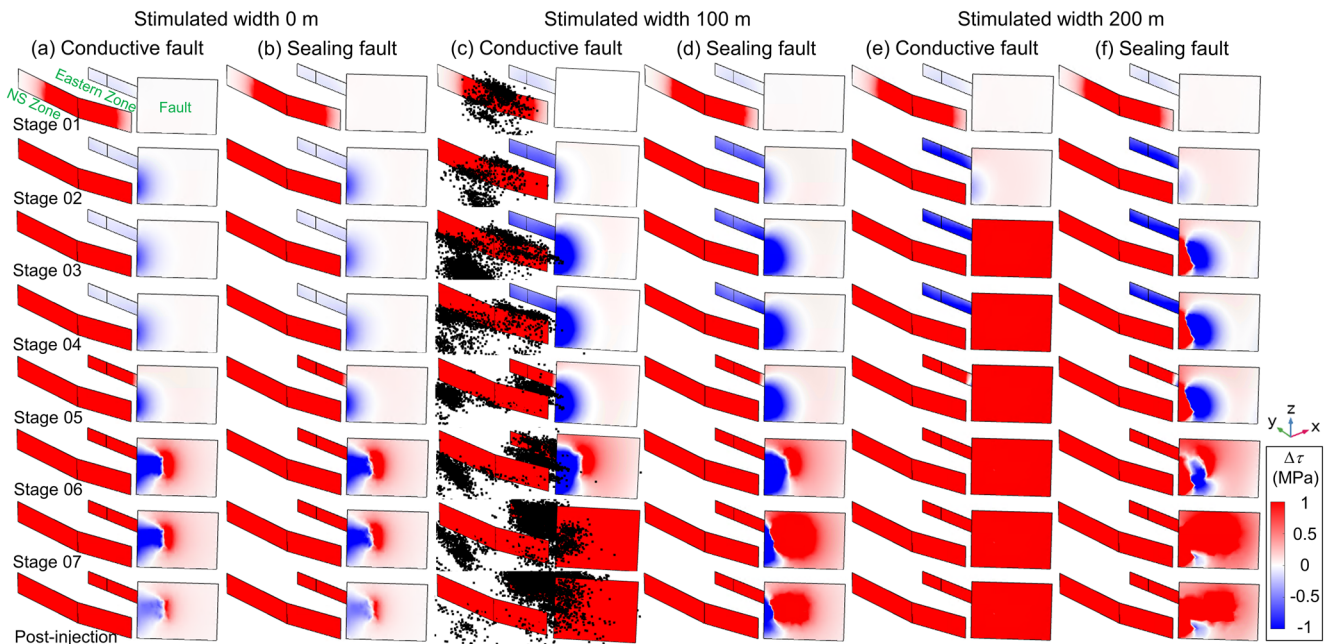 Stimulated width 0 m
Stimulated width 100 m
Stimulated width 200 m
(a) Conductive fault
(b) Sealing fault
(c) Conductive fault
(d) Sealing fault
(e) Conductive fault
(f) Sealing fault
Eastern Zone
NS Zone
Fault
Stage 01
Stage 02
Stage 03
Stage 04
Stage 05
Stage 06
Stage 07
Post-injection
z
y
x
Δτ
(MPa)
1
0.5
0
-0.5
-1